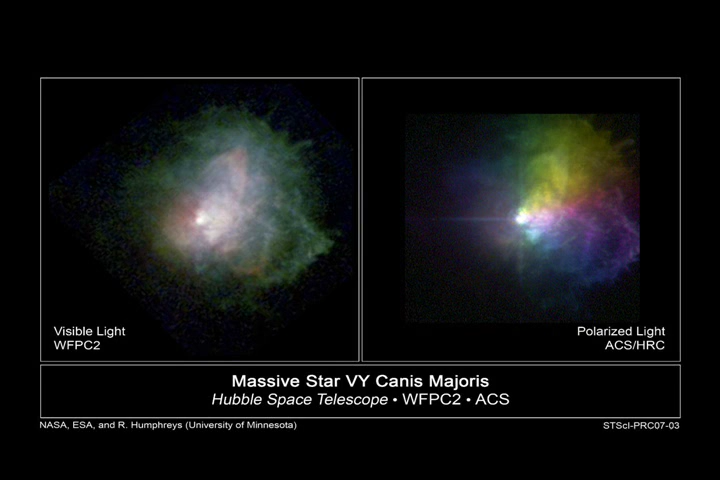 Visible Light
WFPC2
Polarized Light
ACS/HRC
Massive Star VY Canis Majoris
Hubble Space Telescope • WFPC2 • ACS
NASA, ESA, and R. Humphreys (University of Minnesota)
STScI-PRC07-03